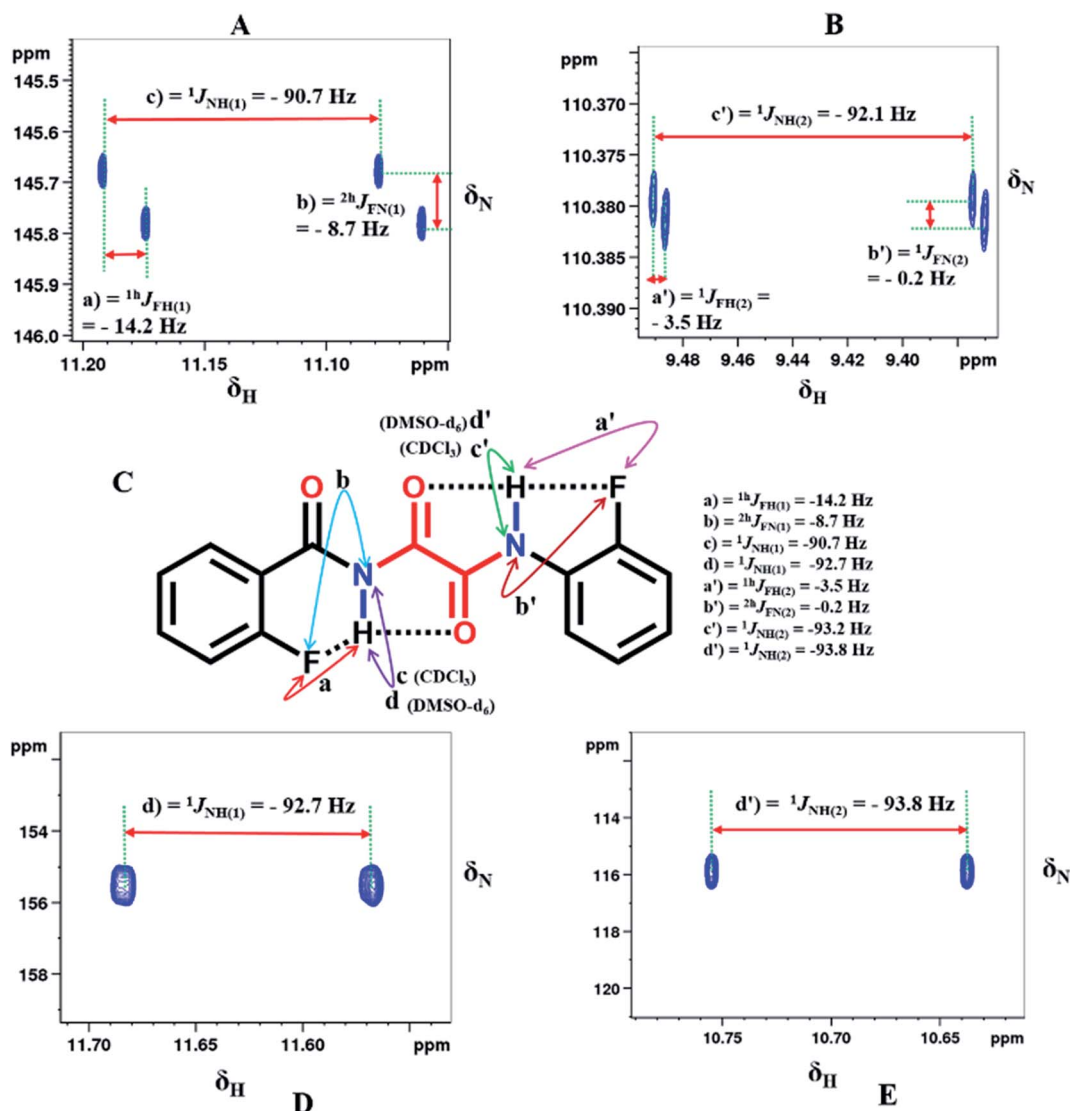 A
ppm
145.5
145.6
145.7
145.8
145.9
146.0
c) = ¹J_NH(1) = - 90.7 Hz
b) = ²ʰJ_FN(1)
= - 8.7 Hz
a) = ¹ʰJ_FH(1)
= - 14.2 Hz
δ_N
11.20
11.15
11.10
ppm
δ_H
B
ppm
110.370
110.375
110.380
110.385
110.390
c') = ¹J_NH(2) = - 92.1 Hz
b') = ¹J_FN(2)
= - 0.2 Hz
a') = ¹J_FH(2) =
- 3.5 Hz
δ_N
9.48
9.46
9.44
9.42
9.40
ppm
δ_H
C
(DMSO-d₆) d'
(CDCl₃) c'
a'
b
O
O
H
F
N
N
b'
H
O
F
a
c (CDCl₃)
d (DMSO-d₆)
a) = ¹ʰJ_FH(1) = -14.2 Hz
b) = ²ʰJ_FN(1) = -8.7 Hz
c) = ¹J_NH(1) = -90.7 Hz
d) = ¹J_NH(1) = -92.7 Hz
a') = ¹ʰJ_FH(2) = -3.5 Hz
b') = ²ʰJ_FN(2) = -0.2 Hz
c') = ¹J_NH(2) = -93.2 Hz
d') = ¹J_NH(2) = -93.8 Hz
ppm
154
156
158
d) = ¹J_NH(1) = - 92.7 Hz
δ_N
11.70
11.65
11.60
ppm
δ_H
D
ppm
114
116
118
120
d') = ¹J_NH(2) = - 93.8 Hz
δ_N
10.75
10.70
10.65
ppm
δ_H
E